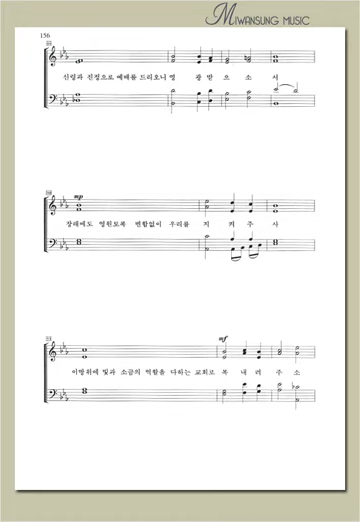 MIWANSUNG MUSIC
156
신령과 진정으로 예배를 드리오니 영 광 받 으 소 서
mp
장래에도 영원토록 변함없이 우리를 지 키 주 사
mf
이땅위에 빛과 소금의 역할을 다하는 교회로 복 내 려 주 소